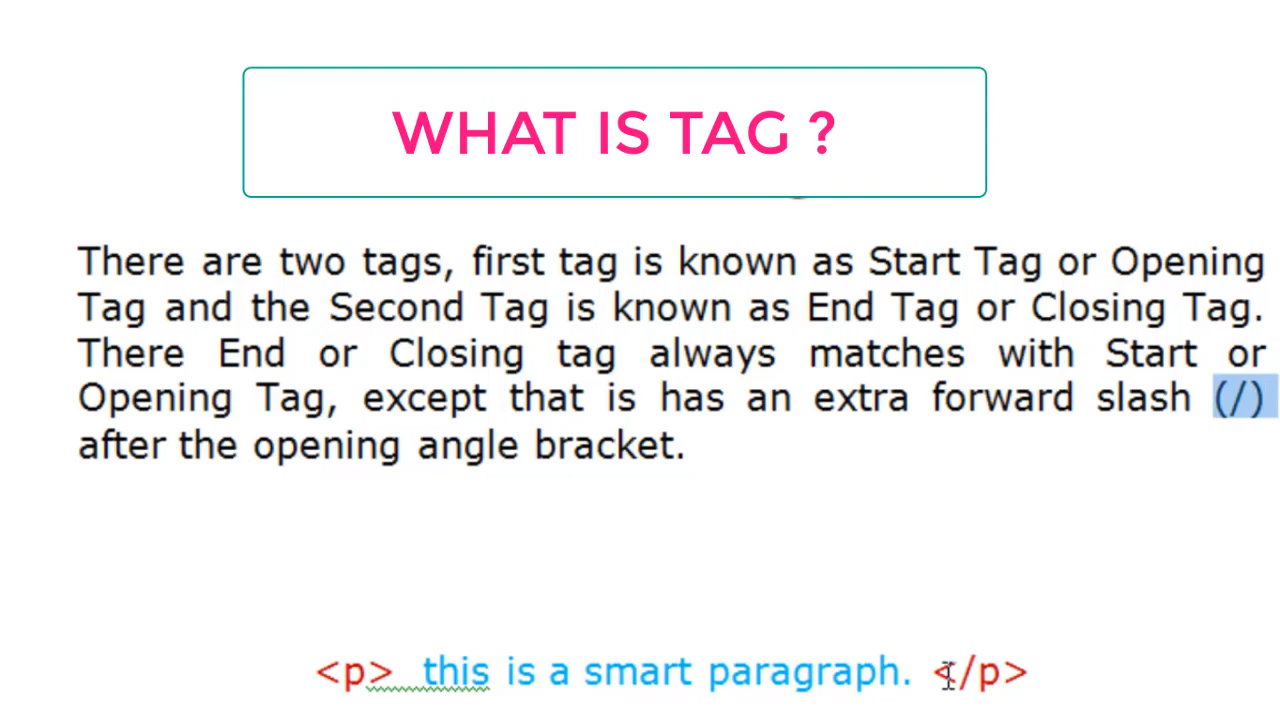 WHAT IS TAG ?
There are two tags, first tag is known as Start Tag or Opening
Tag and the Second Tag is known as End Tag or Closing Tag.
There End or Closing tag always matches with Start or
Opening Tag, except that is has an extra forward slash (/)
after the opening angle bracket.
<p> this is a smart paragraph. </p>